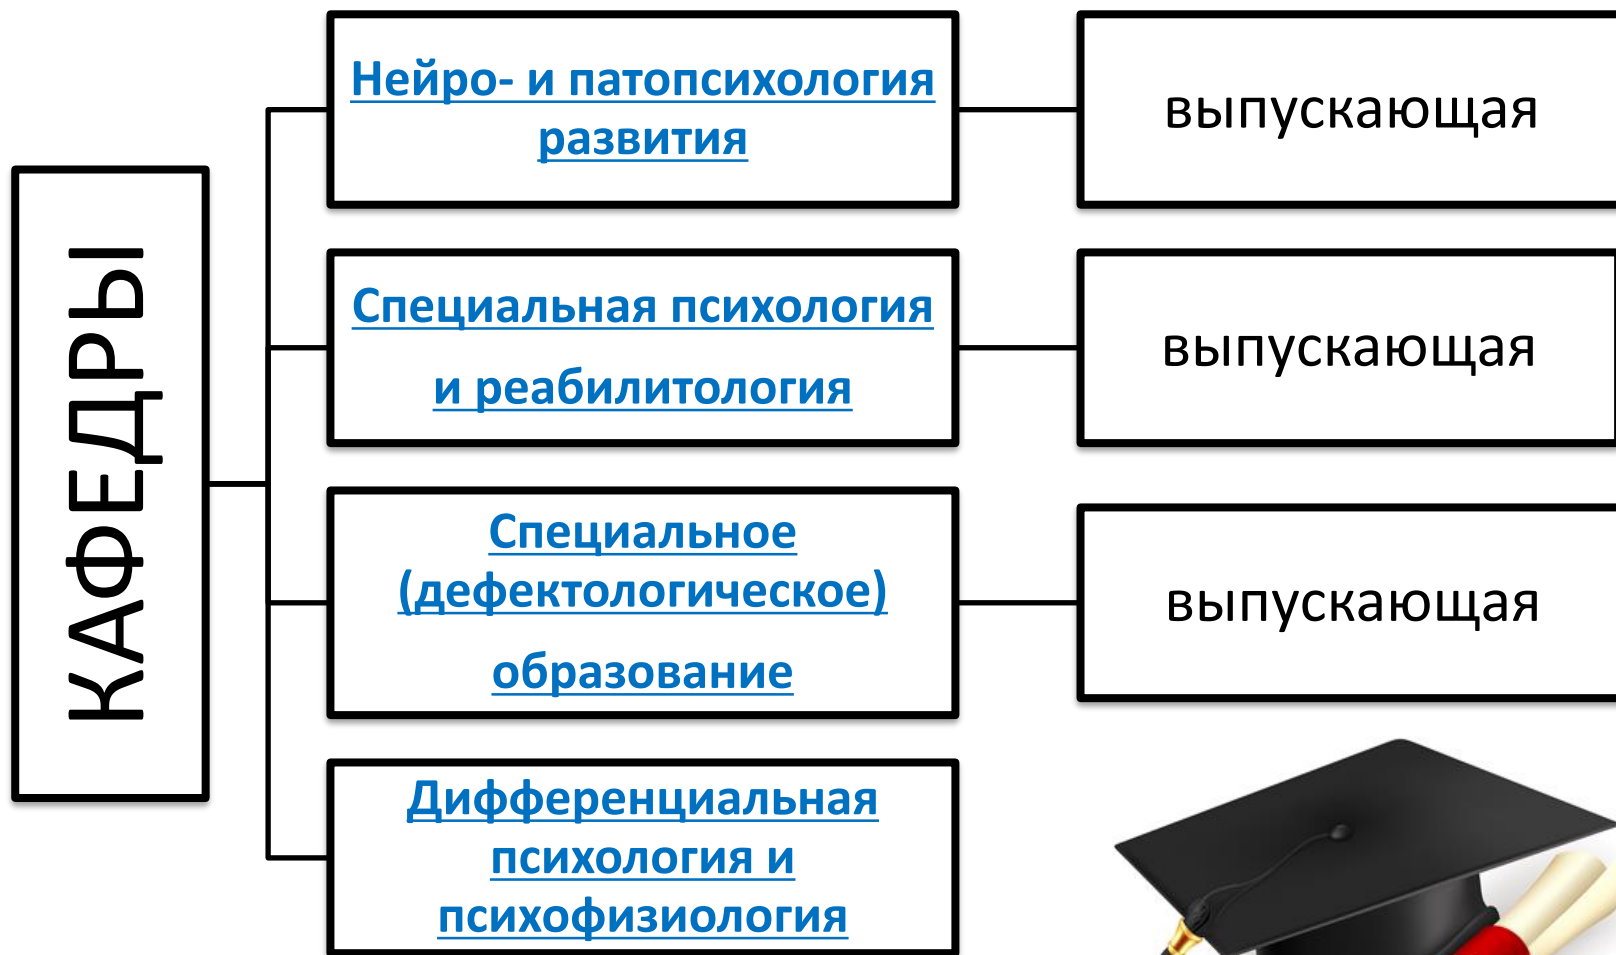 КАФЕДРЫ
Нейро- и патопсихология
развития
выпускающая
Специальная психология
и реабилитология
выпускающая
Специальное
(дефектологическое)
образование
выпускающая
Дифференциальная
психология и
психофизиология